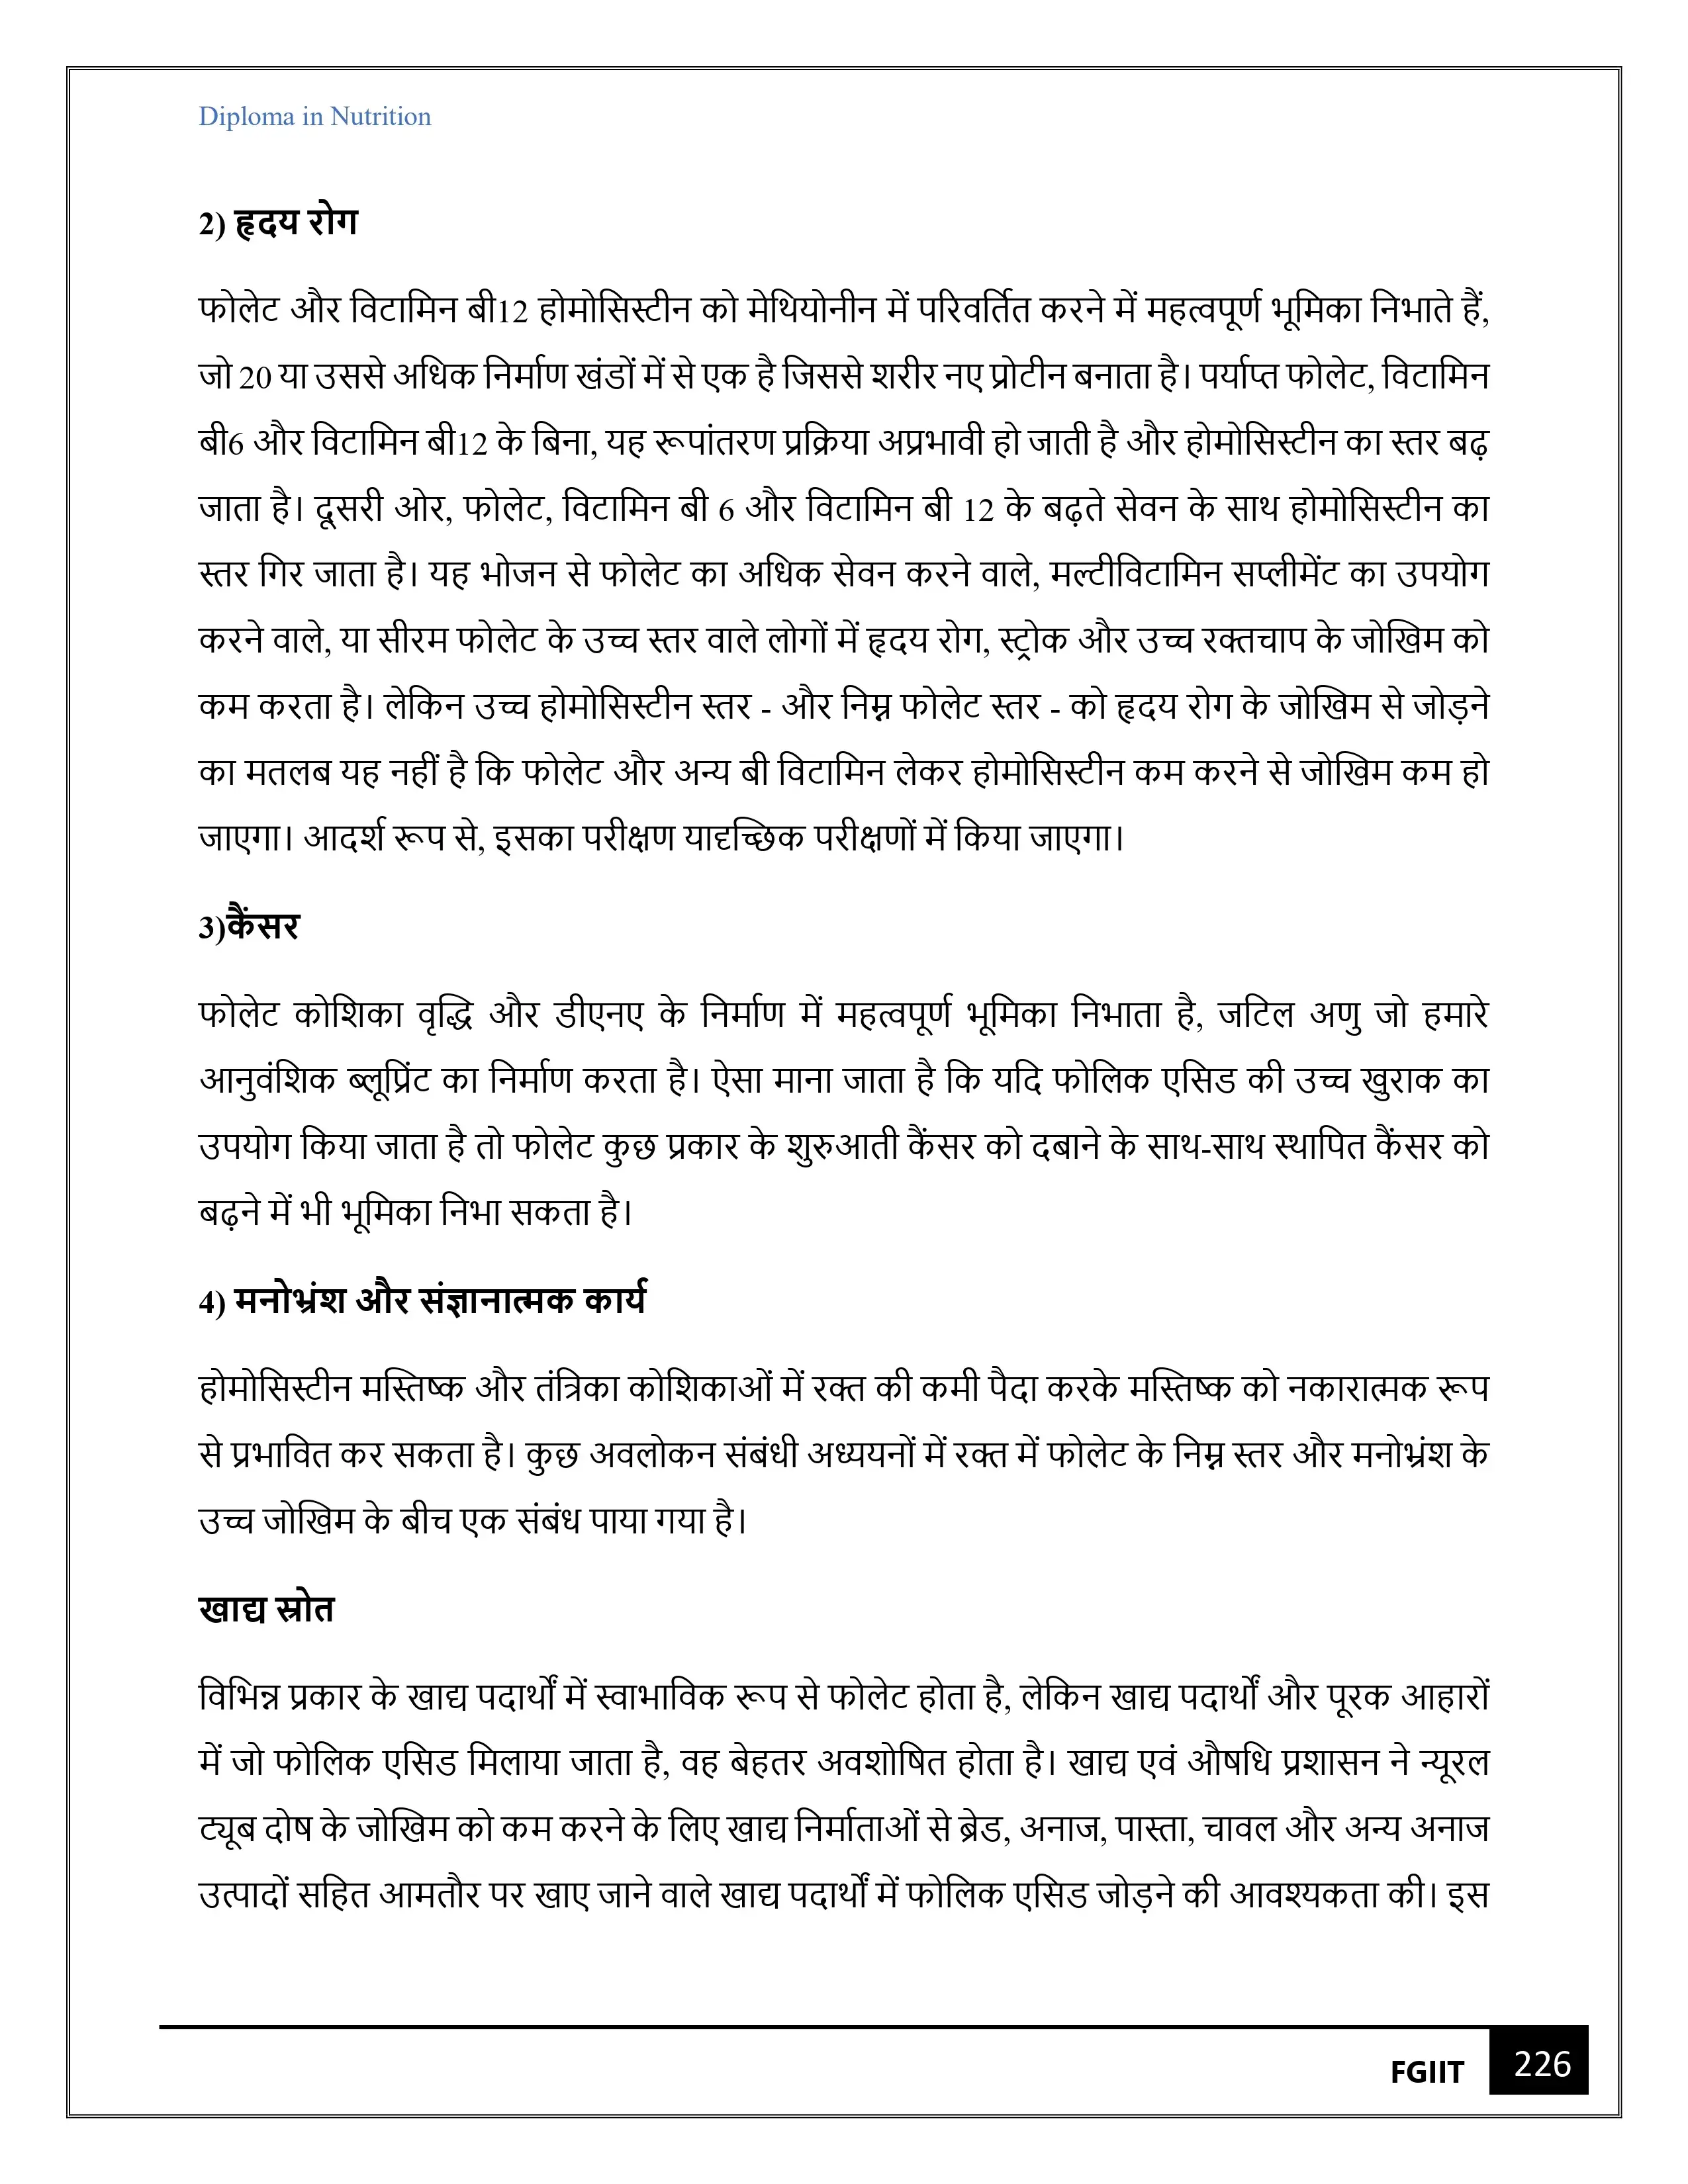 Diploma in Nutrition
2) हृदय रोग
फोलेट और विटामिन बी12 होमोसिस्टीन को मेथियोनीन में परिवर्तित करने में महत्वपूर्ण भूमिका निभाते हैं,
जो 20 या उससे अधिक निर्माण खंडों में से एक है जिससे शरीर नए प्रोटीन बनाता है। पर्याप्त फोलेट, विटामिन
बी6 और विटामिन बी12 के बिना, यह रूपांतरण प्रक्रिया अप्रभावी हो जाती है और होमोसिस्टीन का स्तर बढ़
जाता है। दूसरी ओर, फोलेट, विटामिन बी 6 और विटामिन बी 12 के बढ़ते सेवन के साथ होमोसिस्टीन का
स्तर गिर जाता है। यह भोजन से फोलेट का अधिक सेवन करने वाले, मल्टीविटामिन सप्लीमेंट का उपयोग
करने वाले, या सीरम फोलेट के उच्च स्तर वाले लोगों में हृदय रोग, स्ट्रोक और उच्च रक्तचाप के जोखिम को
कम करता है। लेकिन उच्च होमोसिस्टीन स्तर - और निम्न फोलेट स्तर - को हृदय रोग के जोखिम से जोड़ने
का मतलब यह नहीं है कि फोलेट और अन्य बी विटामिन लेकर होमोसिस्टीन कम करने से जोखिम कम हो
जाएगा। आदर्श रूप से, इसका परीक्षण यादृच्छिक परीक्षणों में किया जाएगा।
3)कैंसर
फोलेट कोशिका वृद्धि और डीएनए के निर्माण में महत्वपूर्ण भूमिका निभाता है, जटिल अणु जो हमारे
आनुवंशिक ब्लूप्रिंट का निर्माण करता है। ऐसा माना जाता है कि यदि फोलिक एसिड की उच्च खुराक का
उपयोग किया जाता है तो फोलेट कुछ प्रकार के शुरुआती कैंसर को दबाने के साथ-साथ स्थापित कैंसर को
बढ़ने में भी भूमिका निभा सकता है।
4) मनोभ्रंश और संज्ञानात्मक कार्य
होमोसिस्टीन मस्तिष्क और तंत्रिका कोशिकाओं में रक्त की कमी पैदा करके मस्तिष्क को नकारात्मक रूप
से प्रभावित कर सकता है। कुछ अवलोकन संबंधी अध्ययनों में रक्त में फोलेट के निम्न स्तर और मनोभ्रंश के
उच्च जोखिम के बीच एक संबंध पाया गया है।
खाद्य स्रोत
विभिन्न प्रकार के खाद्य पदार्थों में स्वाभाविक रूप से फोलेट होता है, लेकिन खाद्य पदार्थों और पूरक आहारों
में जो फोलिक एसिड मिलाया जाता है, वह बेहतर अवशोषित होता है। खाद्य एवं औषधि प्रशासन ने न्यूरल
ट्यूब दोष के जोखिम को कम करने के लिए खाद्य निर्माताओं से ब्रेड, अनाज, पास्ता, चावल और अन्य अनाज
उत्पादों सहित आमतौर पर खाए जाने वाले खाद्य पदार्थों में फोलिक एसिड जोड़ने की आवश्यकता की। इस
FGIIT 226